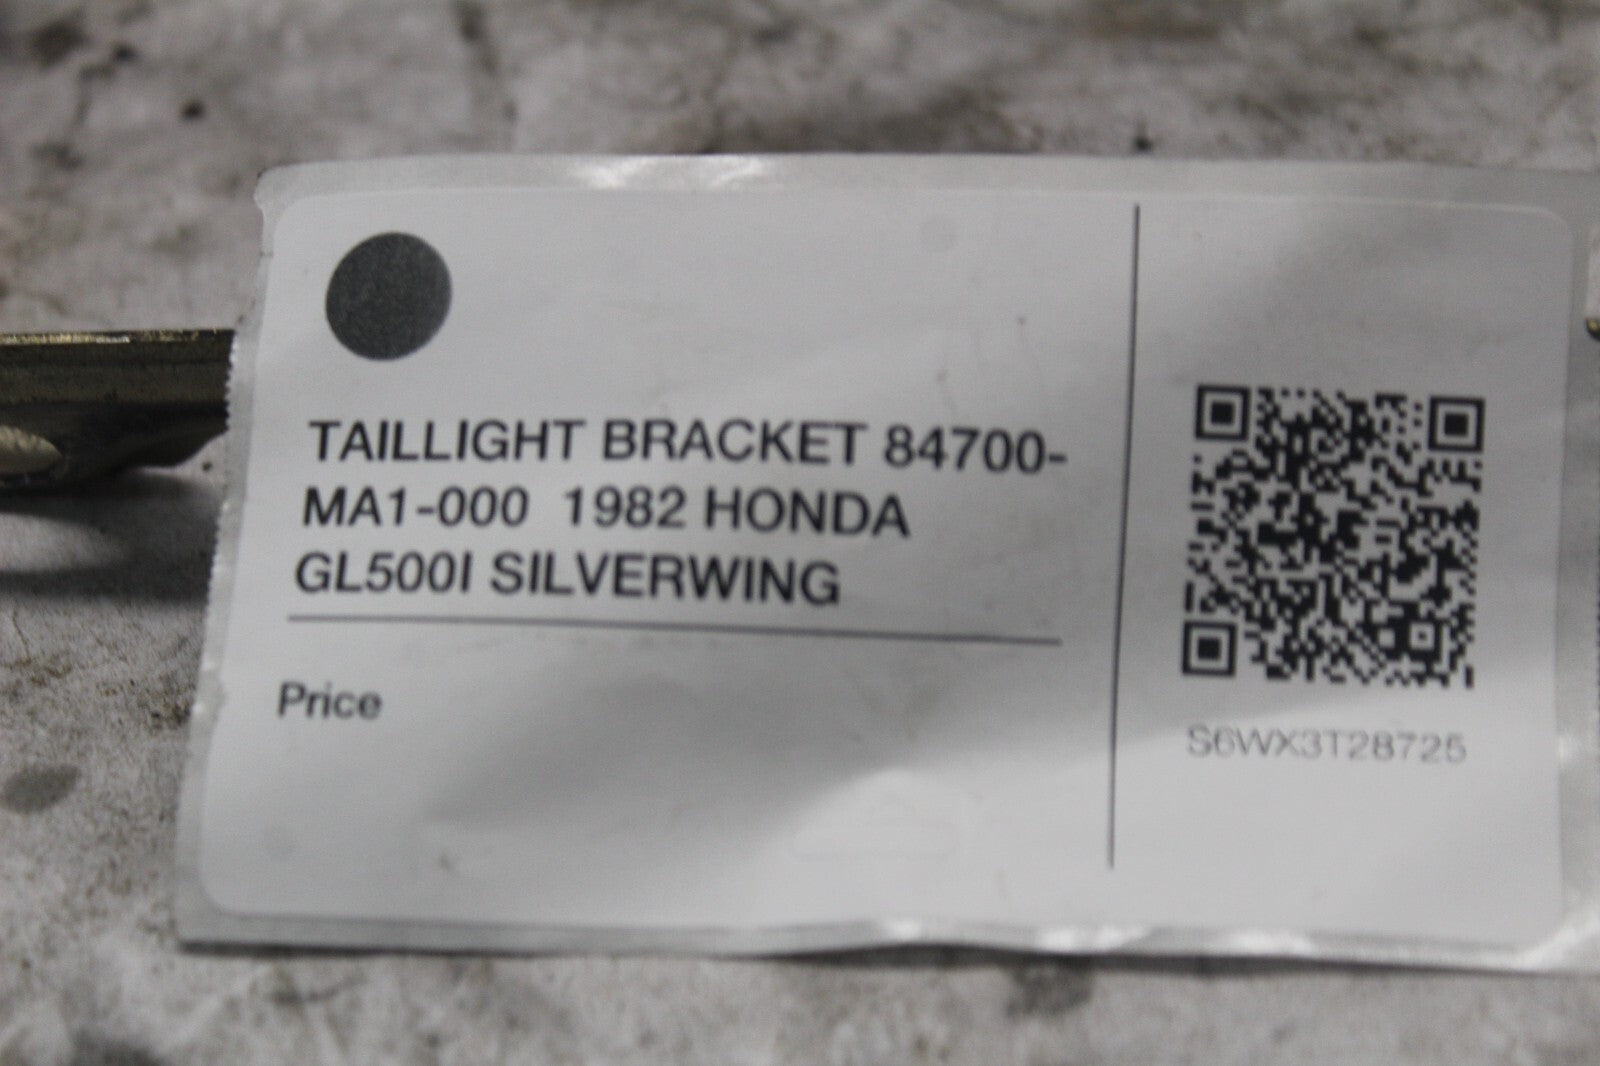 TAILLIGHT BRACKET 84700-
MA1-000 1982 HONDA
GL500I SILVERWING
Price
S6WX3T28725